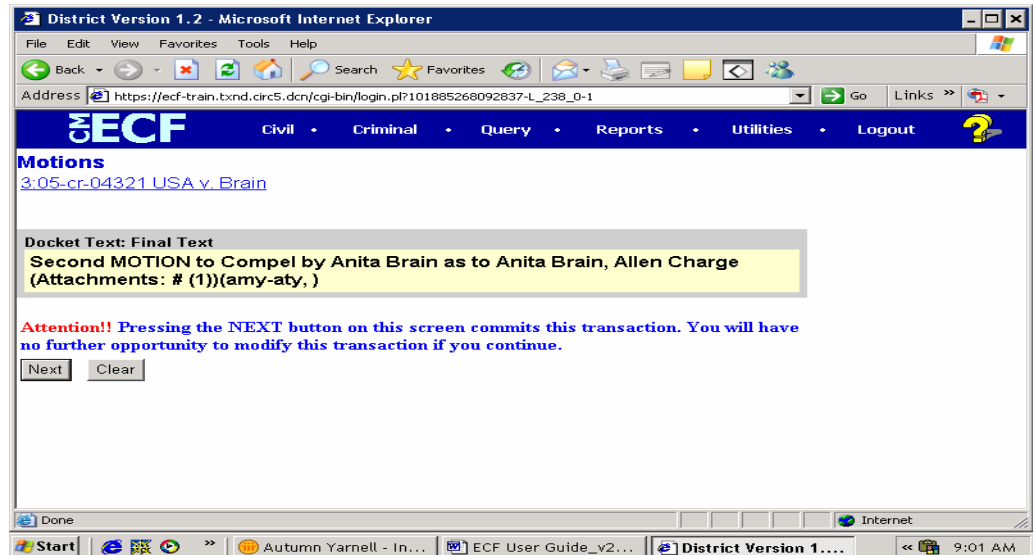 District Version 1.2 - Microsoft Internet Explorer
File Edit View Favorites Tools Help
Back Search Favorites
Address https://ecf-train.txnd.circ5.dcn/cgi-bin/login.pl?101885268092837-L_238_0-1 Go Links »
CM ECF Civil • Criminal • Query • Reports • Utilities • Logout ?
Motions
3:05-cr-04321 USA v. Brain
Docket Text: Final Text
Second MOTION to Compel by Anita Brain as to Anita Brain, Allen Charge
(Attachments: # (1))(amy-aty, )
Attention!! Pressing the NEXT button on this screen commits this transaction. You will have
no further opportunity to modify this transaction if you continue.
Next Clear
Done Internet
Start » Autumn Yarnell - In... ECF User Guide_v2... District Version 1.... « 9:01 AM